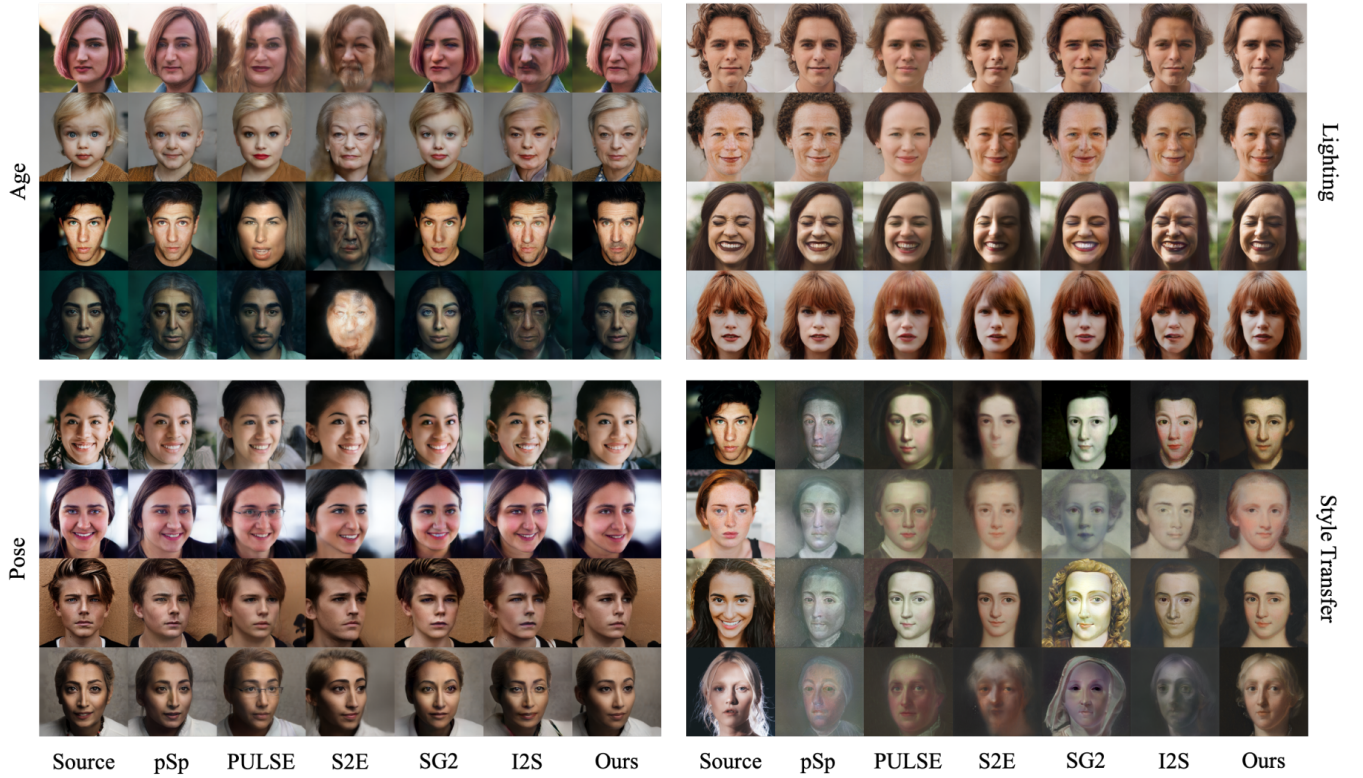 Age
Lighting
Pose
Style Transfer
Source pSp PULSE S2E SG2 I2S Ours
Source pSp PULSE S2E SG2 I2S Ours